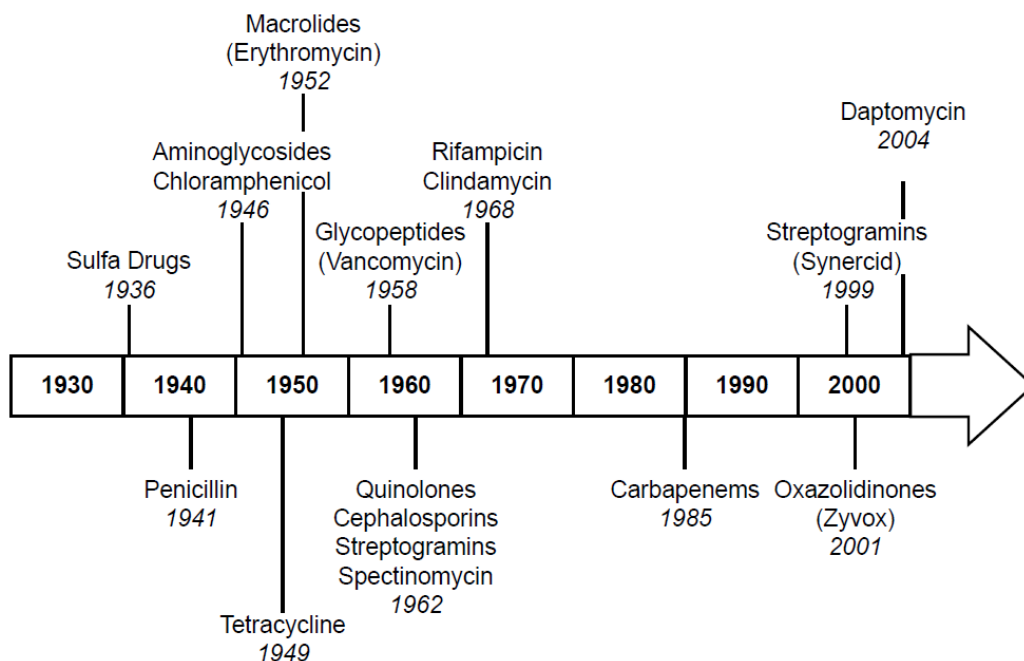 Macrolides
(Erythromycin)
1952
Daptomycin
2004
Aminoglycosides
Chloramphenicol
1946
Rifampicin
Clindamycin
1968
Glycopeptides
(Vancomycin)
1958
Streptogramins
(Synercid)
1999
Sulfa Drugs
1936
1930 1940 1950 1960 1970 1980 1990 2000
Penicillin
1941
Quinolones
Cephalosporins
Streptogramins
Spectinomycin
1962
Carbapenems
1985
Oxazolidinones
(Zyvox)
2001
Tetracycline
1949